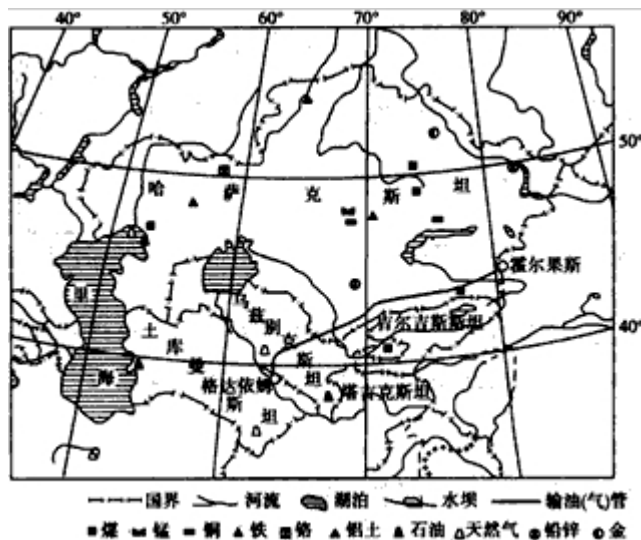 40° 50° 60° 70° 80° 90°
50°
哈 萨 克 斯 坦
霍尔果斯
里
乌兹别克斯坦
吉尔吉斯斯坦
40°
土库曼斯坦
海
格达依姆
塔吉克斯坦
国界 河流 湖泊 水坝 输油(气)管
煤 锰 铜 铁 铬 铝土 石油 天然气 铅锌 金